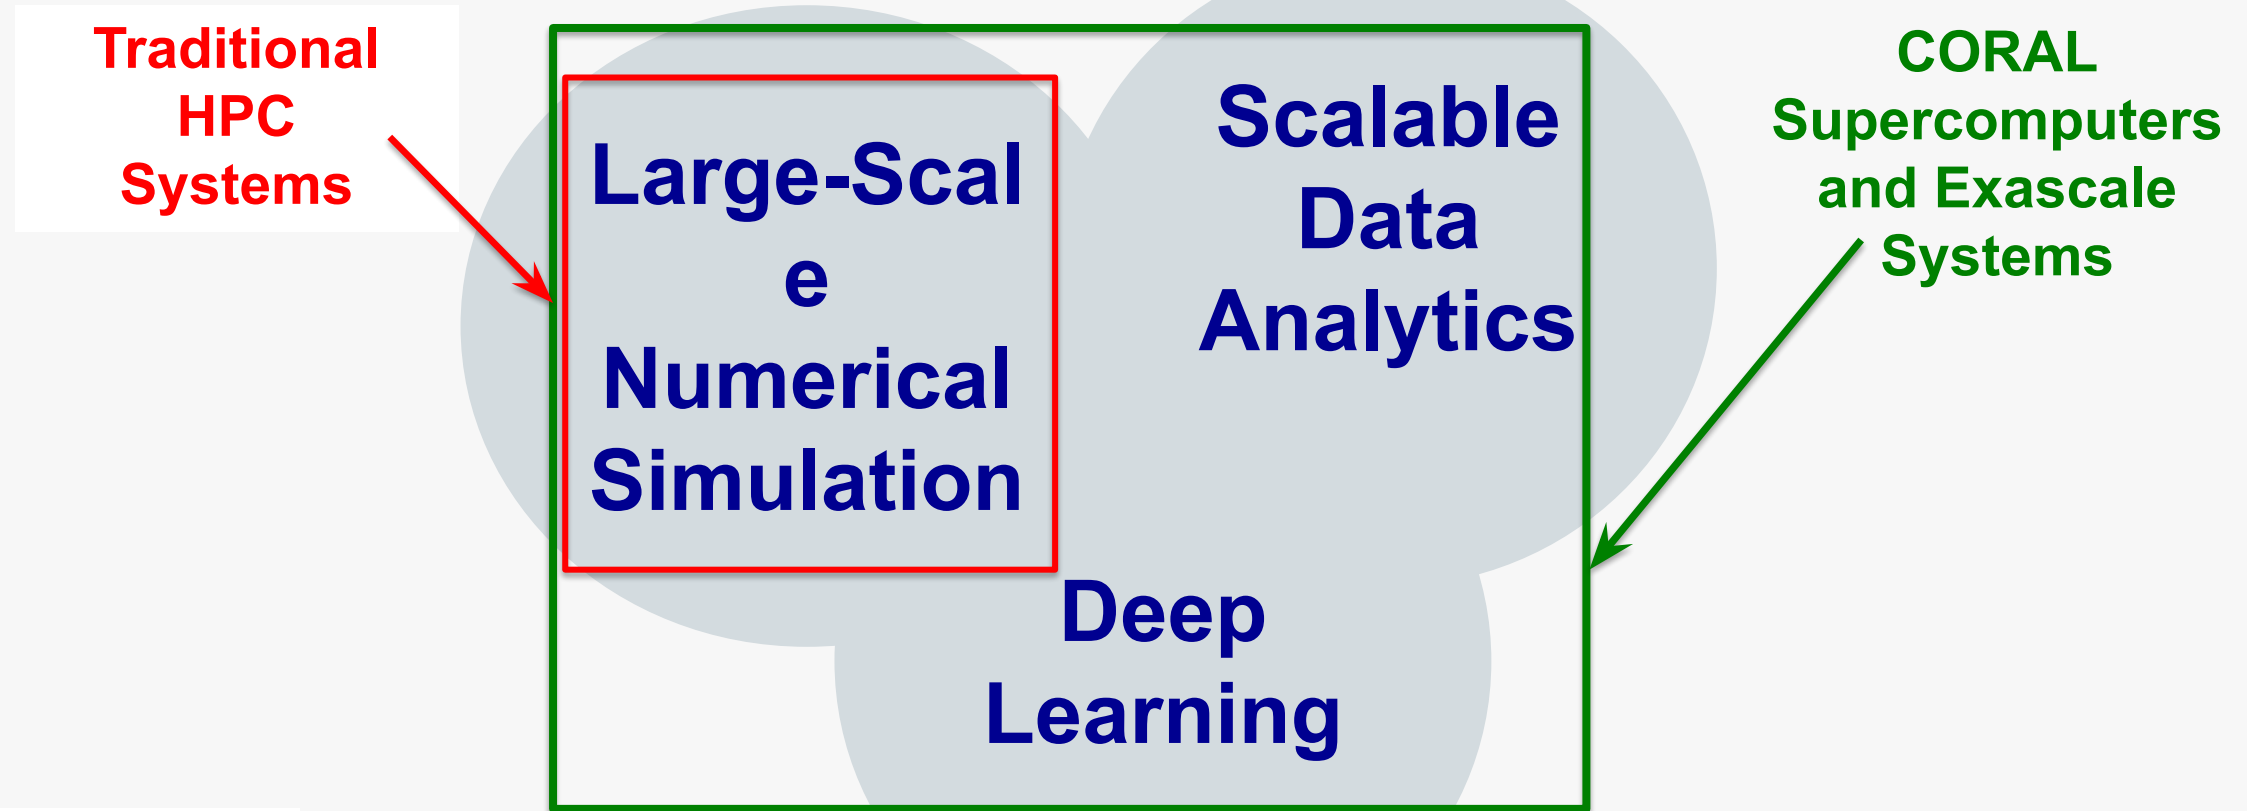 Traditional
HPC
Systems
Large-Scal
e
Numerical
Simulation
Scalable
Data
Analytics
Deep
Learning
CORAL
Supercomputers
and Exascale
Systems